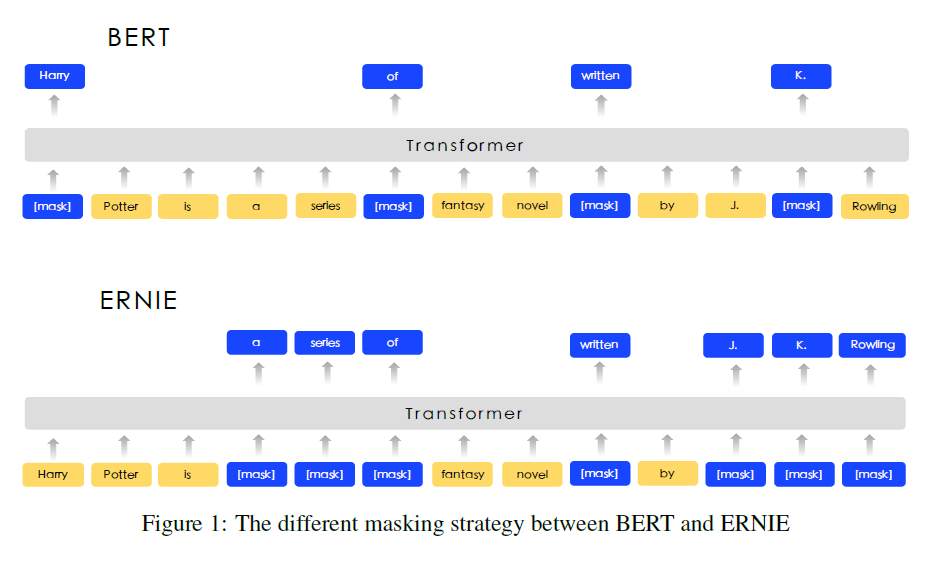 BERT
Harry of written K.
Transformer
[mask] Potter is a series [mask] fantasy novel [mask] by J. [mask] Rowling
ERNIE
a series of written J. K. Rowling
Transformer
Harry Potter is [mask] [mask] [mask] fantasy novel [mask] by [mask] [mask] [mask]
Figure 1: The different masking strategy between BERT and ERNIE